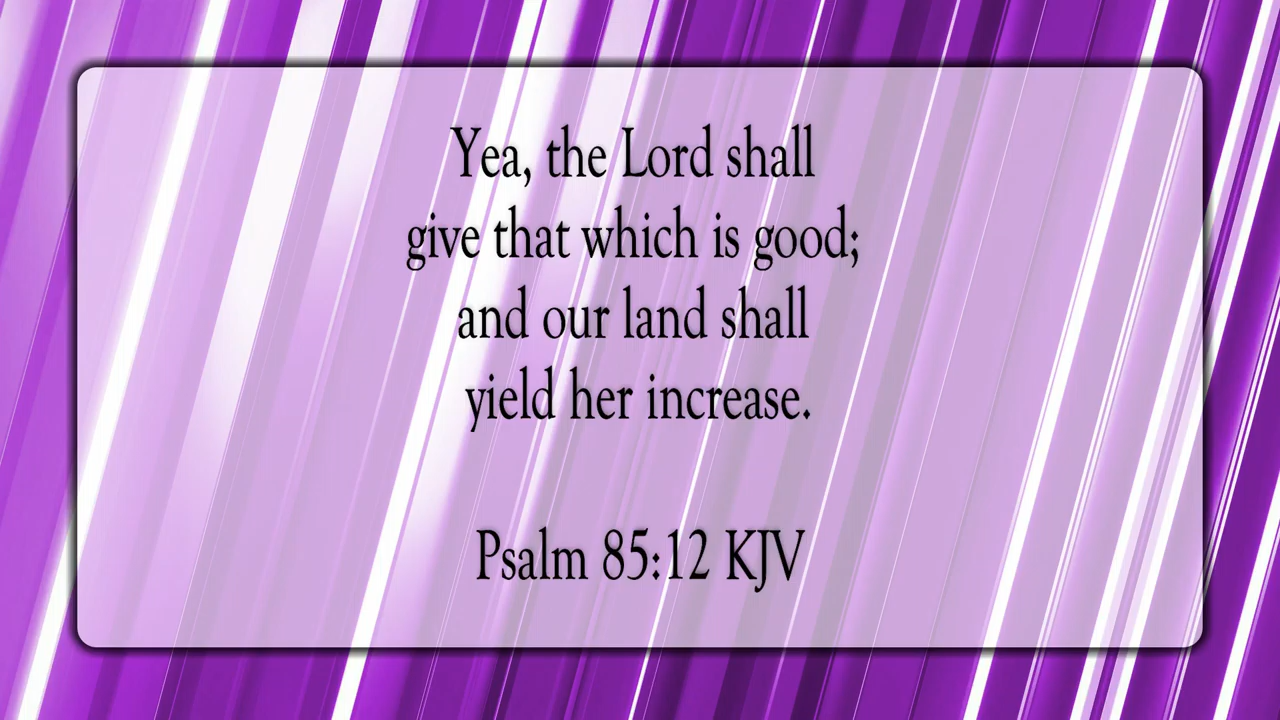 Yea, the Lord shall
give that which is good;
and our land shall
yield her increase.
Psalm 85:12 KJV